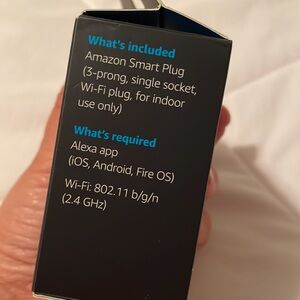 What's included
Amazon Smart Plug
(3-prong, single socket,
Wi-Fi plug, for indoor
use only)
What's required
Alexa app
(iOS, Android, Fire OS)
Wi-Fi: 802.11 b/g/n
(2.4 GHz)